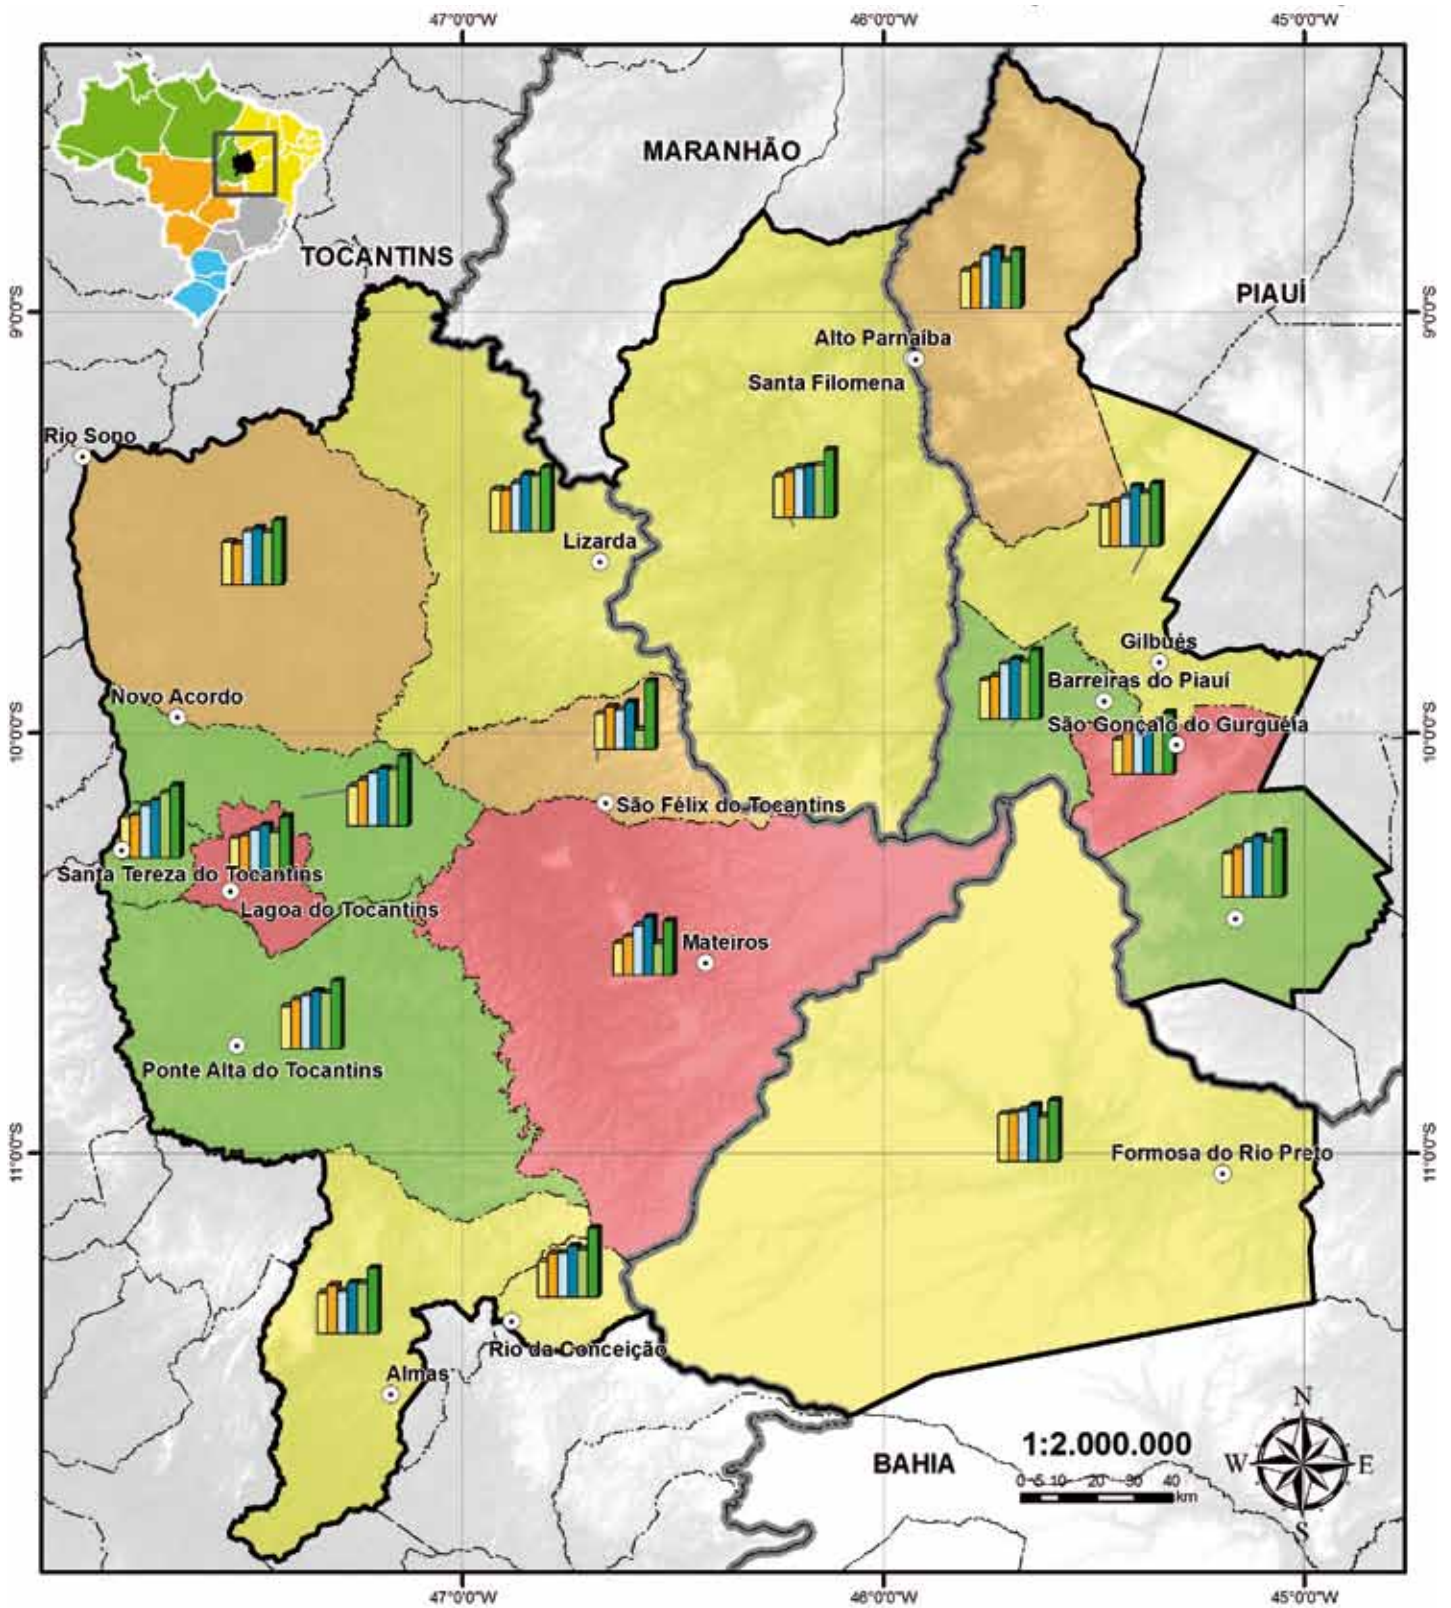 47°0'0"W
46°0'0"W
45°0'0"W
MARANHÃO
TOCANTINS
PIAUÍ
9°0'0"S
9°0'0"S
Alto Parnaíba
Santa Filomena
Rio Sono
Lizarda
Gilbués
Barreiras do Piauí
Novo Acordo
São Gonçalo do Gurguéia
10°0'0"S
10°0'0"S
São Félix do Tocantins
Santa Tereza do Tocantins
Lagoa do Tocantins
Mateiros
Ponte Alta do Tocantins
11°0'0"S
11°0'0"S
Formosa do Rio Preto
Rio da Conceição
Almas
BAHIA
1:2.000.000
0 5 10 20 30 40
km
N
W
E
S
47°0'0"W
46°0'0"W
45°0'0"W